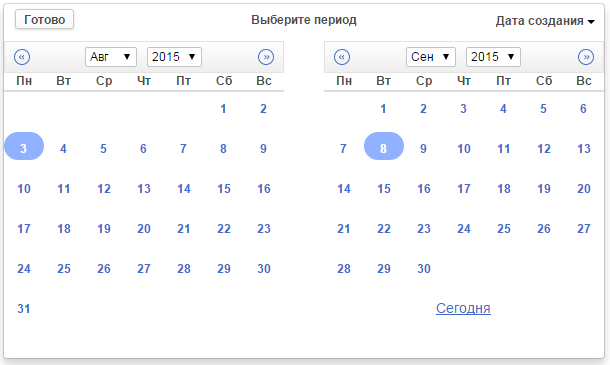 Готово Выберите период Дата создания
« Авг 2015 » « Сен 2015 »
Пн Вт Ср Чт Пт Сб Вс Пн Вт Ср Чт Пт Сб Вс
1 2 1 2 3 4 5 6
3 4 5 6 7 8 9 7 8 9 10 11 12 13
10 11 12 13 14 15 16 14 15 16 17 18 19 20
17 18 19 20 21 22 23 21 22 23 24 25 26 27
24 25 26 27 28 29 30 28 29 30
31 Сегодня